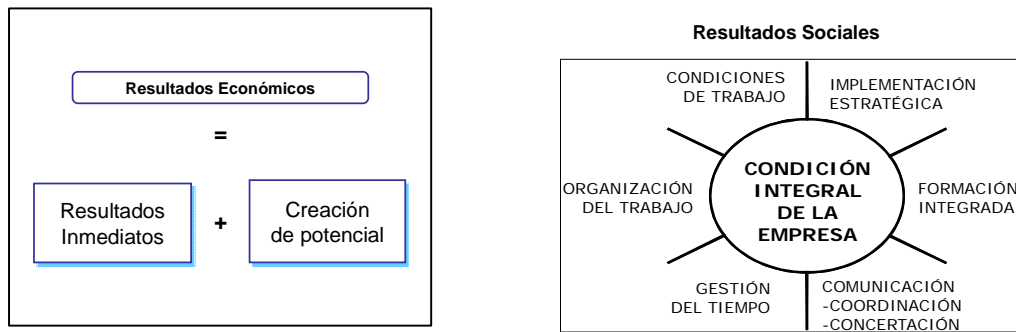 Resultados Económicos
=
Resultados
Inmediatos
+
Creación
de potencial
Resultados Sociales
CONDICIONES
DE TRABAJO
IMPLEMENTACIÓN
ESTRATÉGICA
ORGANIZACIÓN
DEL TRABAJO
CONDICIÓN
INTEGRAL
DE LA
EMPRESA
FORMACIÓN
INTEGRADA
GESTIÓN
DEL TIEMPO
COMUNICACIÓN
-COORDINACIÓN
-CONCERTACIÓN